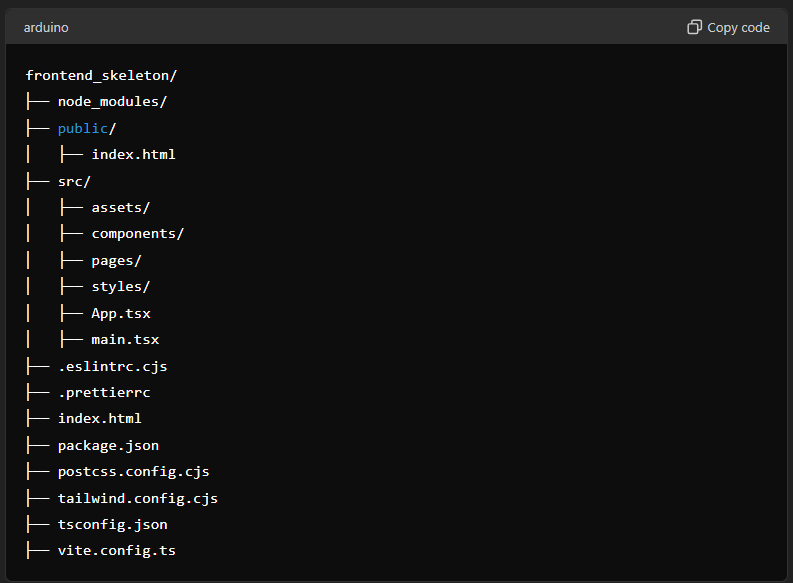 arduino
Copy code
frontend_skeleton/
├── node_modules/
├── public/
│   ├── index.html
├── src/
│   ├── assets/
│   ├── components/
│   ├── pages/
│   ├── styles/
│   ├── App.tsx
│   ├── main.tsx
├── .eslintrc.cjs
├── .prettierrc
├── index.html
├── package.json
├── postcss.config.cjs
├── tailwind.config.cjs
├── tsconfig.json
├── vite.config.ts